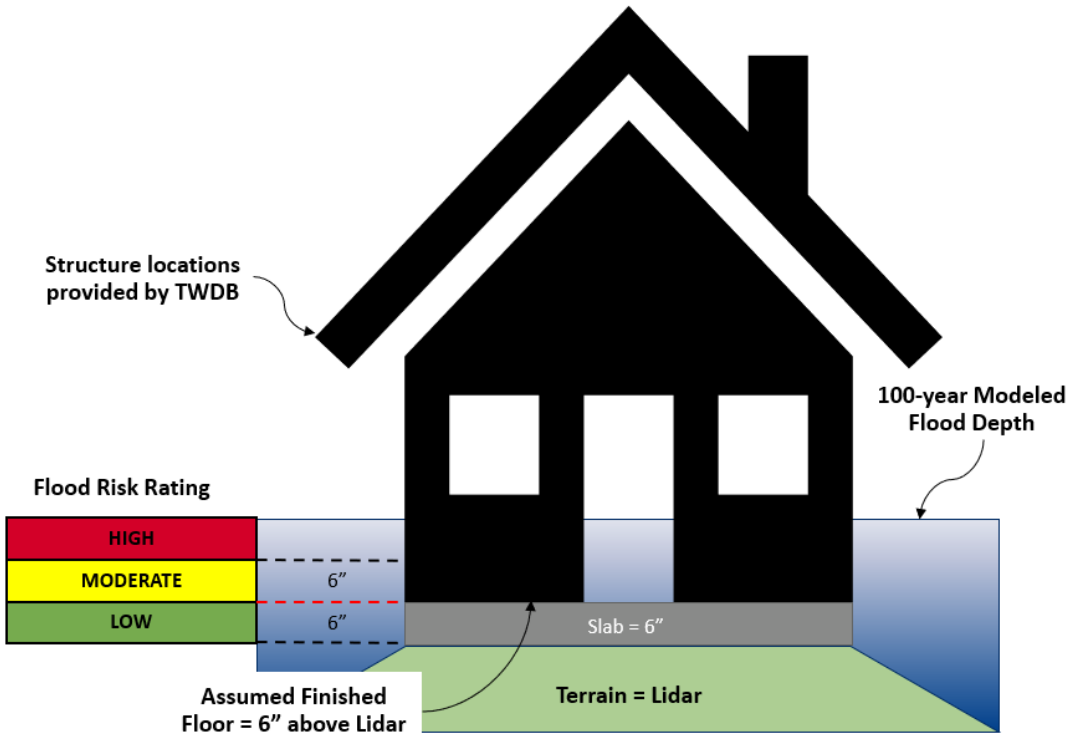 Structure locations
provided by TWDB
100-year Modeled
Flood Depth
Flood Risk Rating
HIGH
MODERATE
6”
LOW
6”
Slab = 6”
Assumed Finished
Floor = 6” above Lidar
Terrain = Lidar